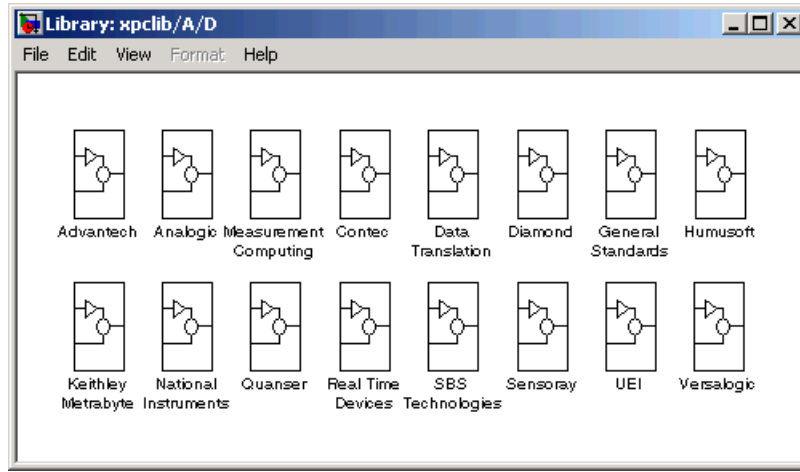 Library: xpclib/A/D
File Edit View Format Help
Advantech Analogic Measurement Computing Contec Data Translation Diamond General Standards Humusoft
Keithley Metrabyte National Instruments Quanser Real Time Devices SBS Technologies Sensoray UEI Versalogic